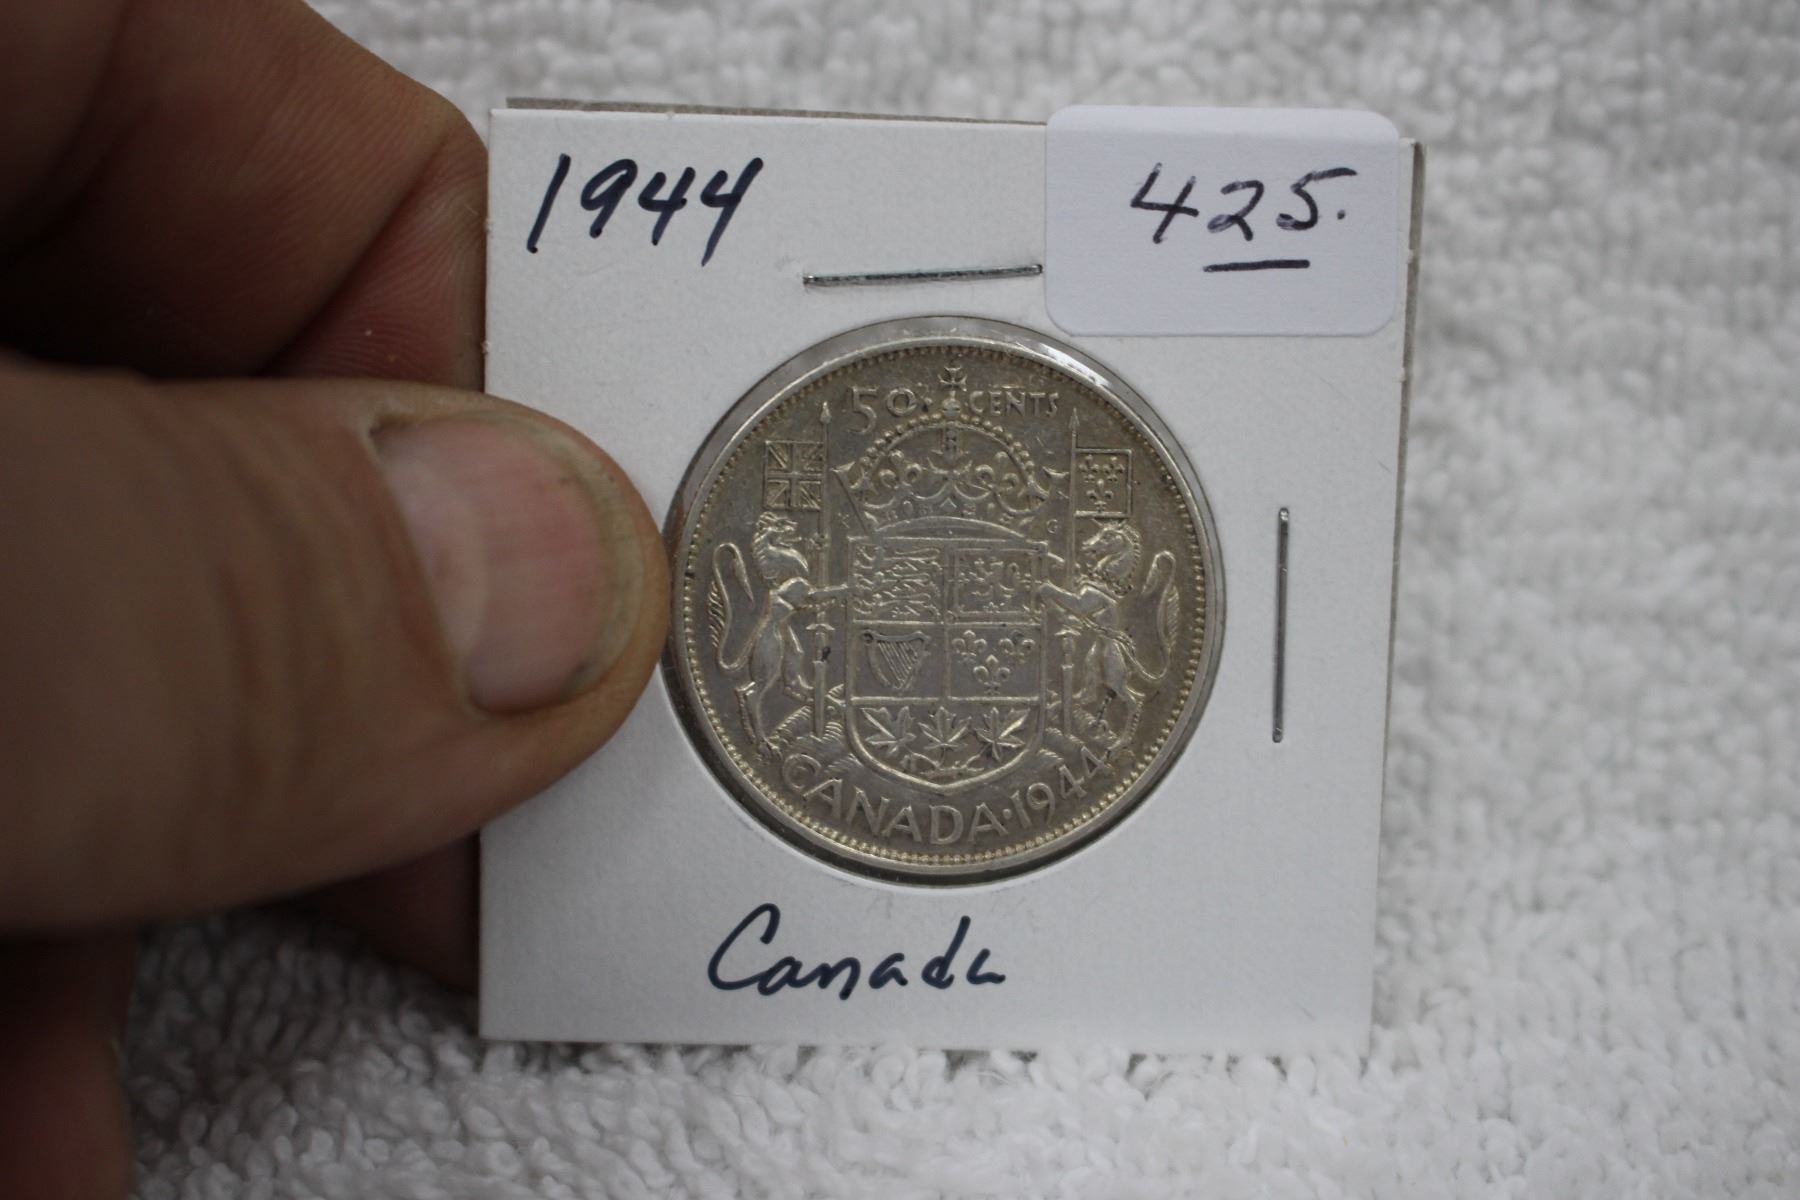 1944
425.
50 CENTS
K G
CANADA·1944
Canada